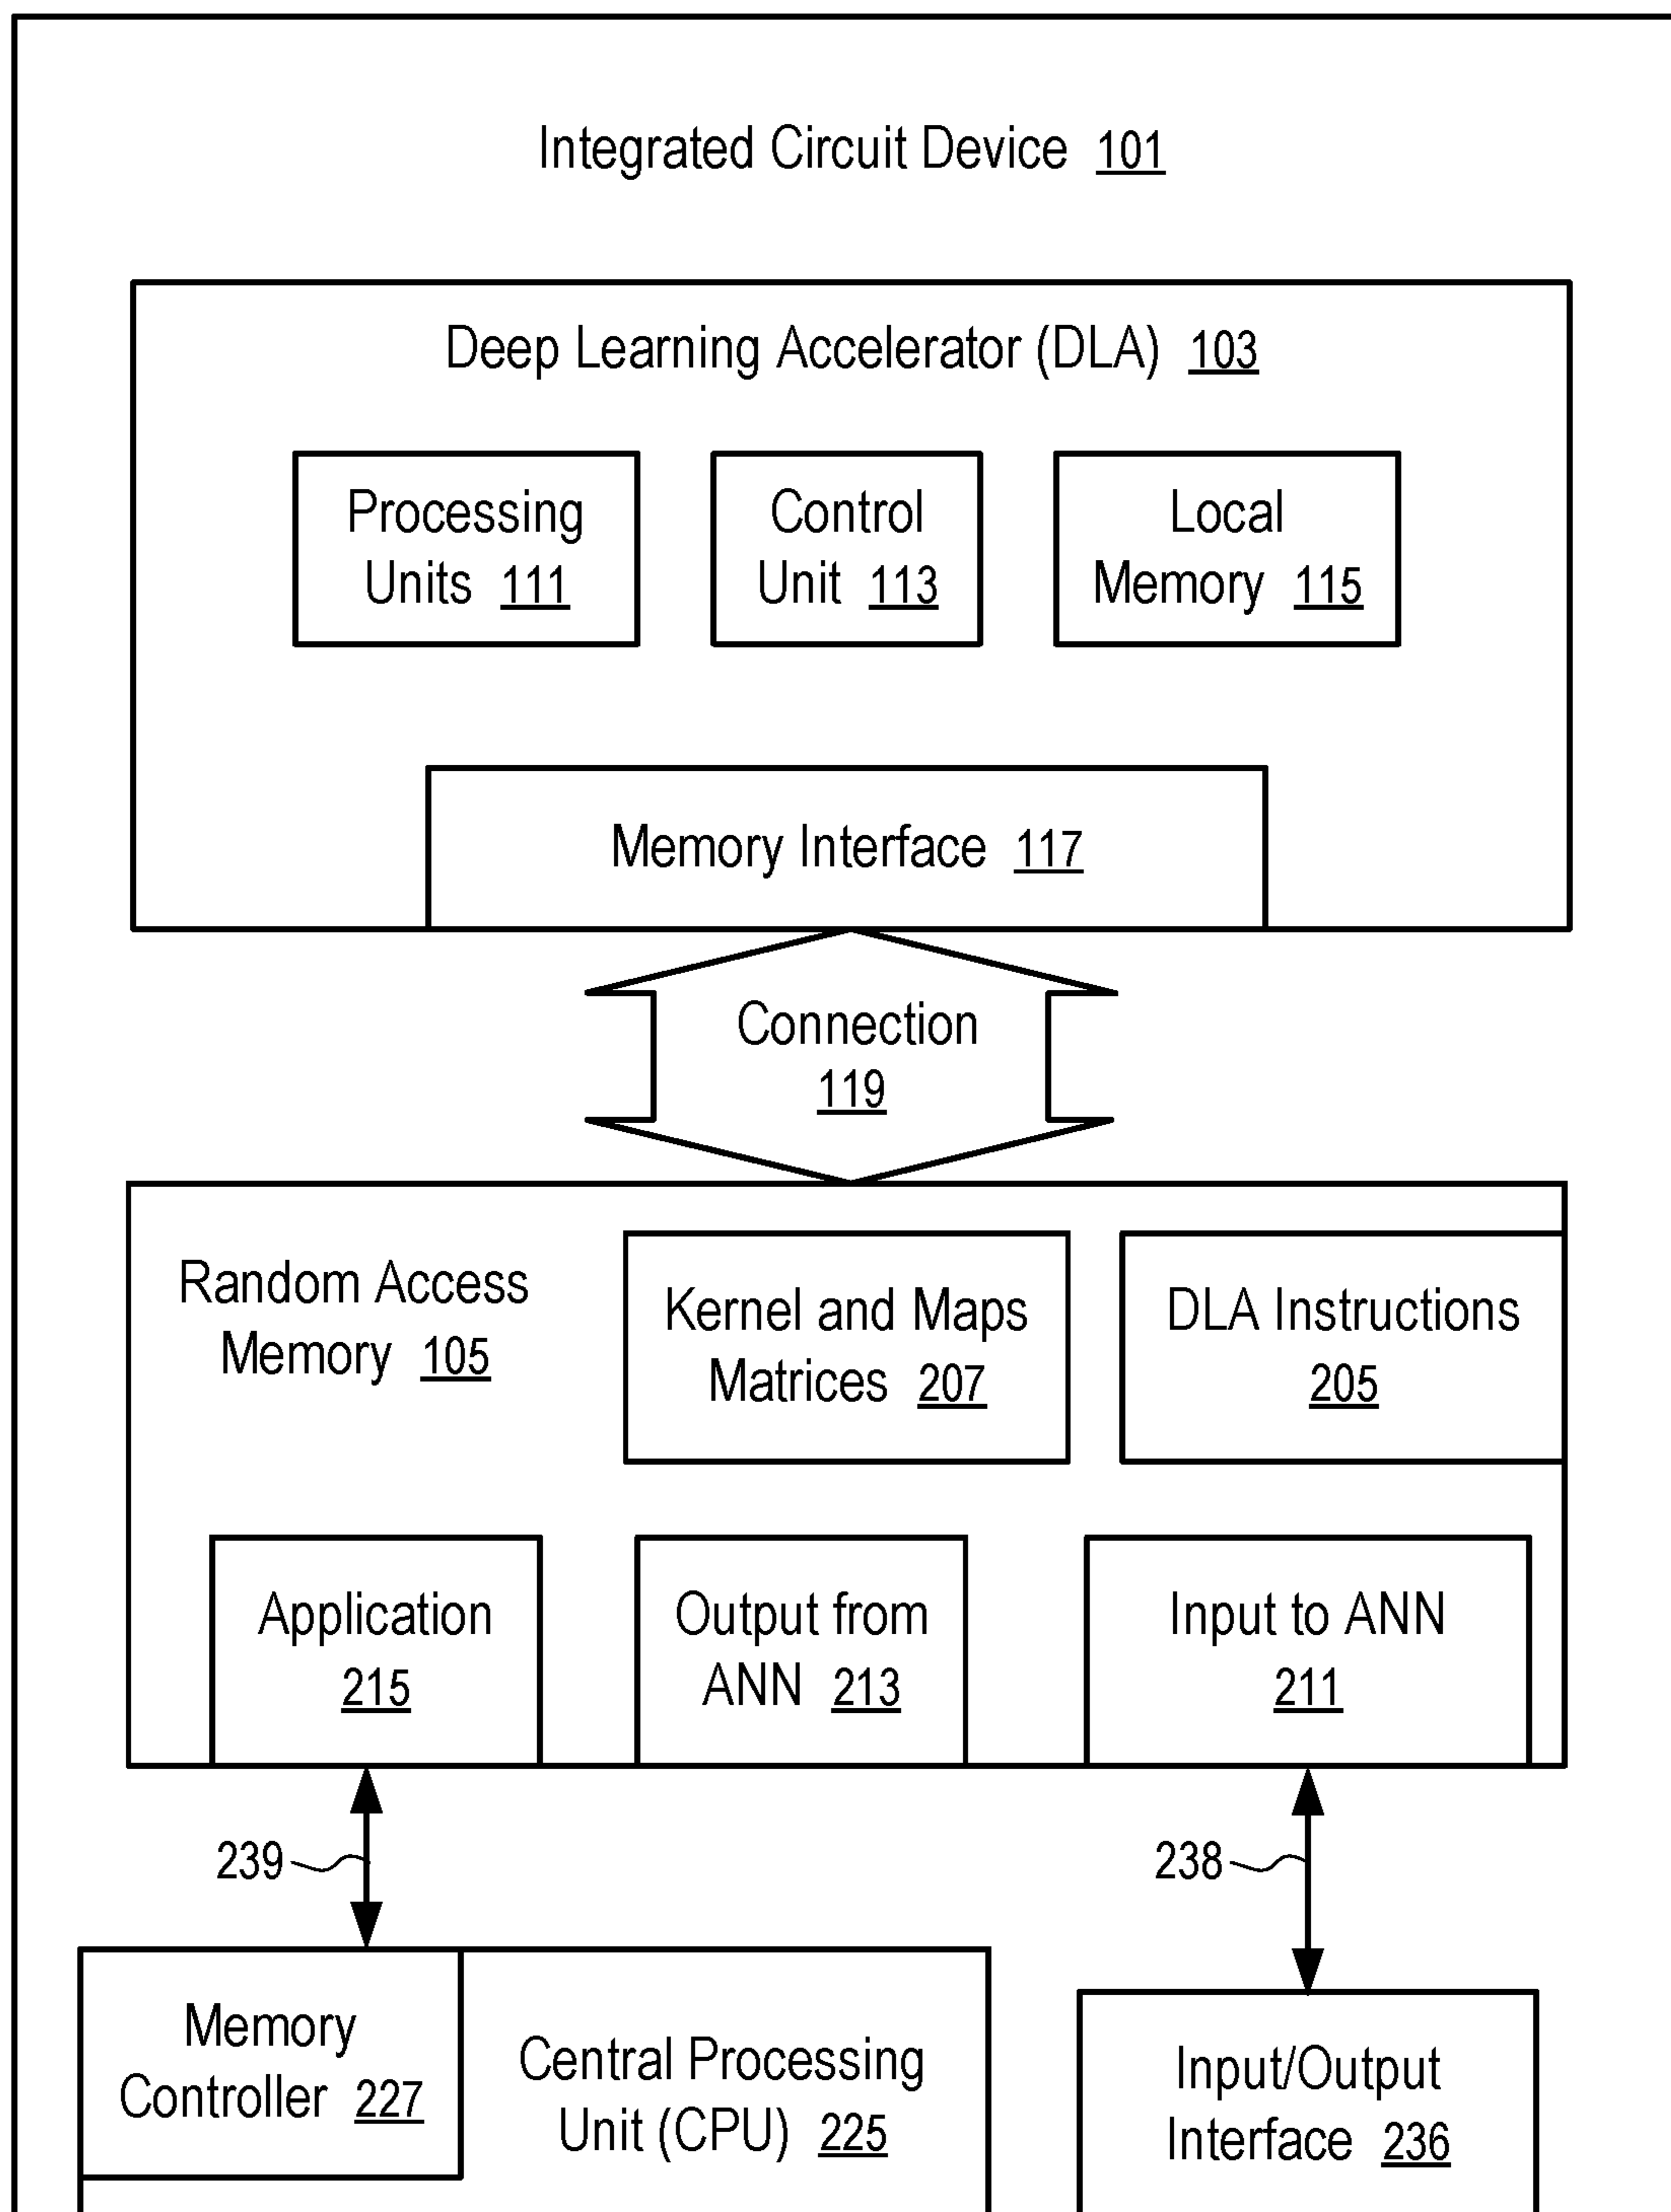 Integrated Circuit Device 101
Deep Learning Accelerator (DLA) 103
Processing
Units 111
Control
Unit 113
Local
Memory 115
Memory Interface 117
Connection
119
Random Access
Memory 105
Kernel and Maps
Matrices 207
DLA Instructions
205
Application
215
Output from
ANN 213
Input to ANN
211
239
238
Memory
Controller 227
Central Processing
Unit (CPU) 225
Input/Output
Interface 236